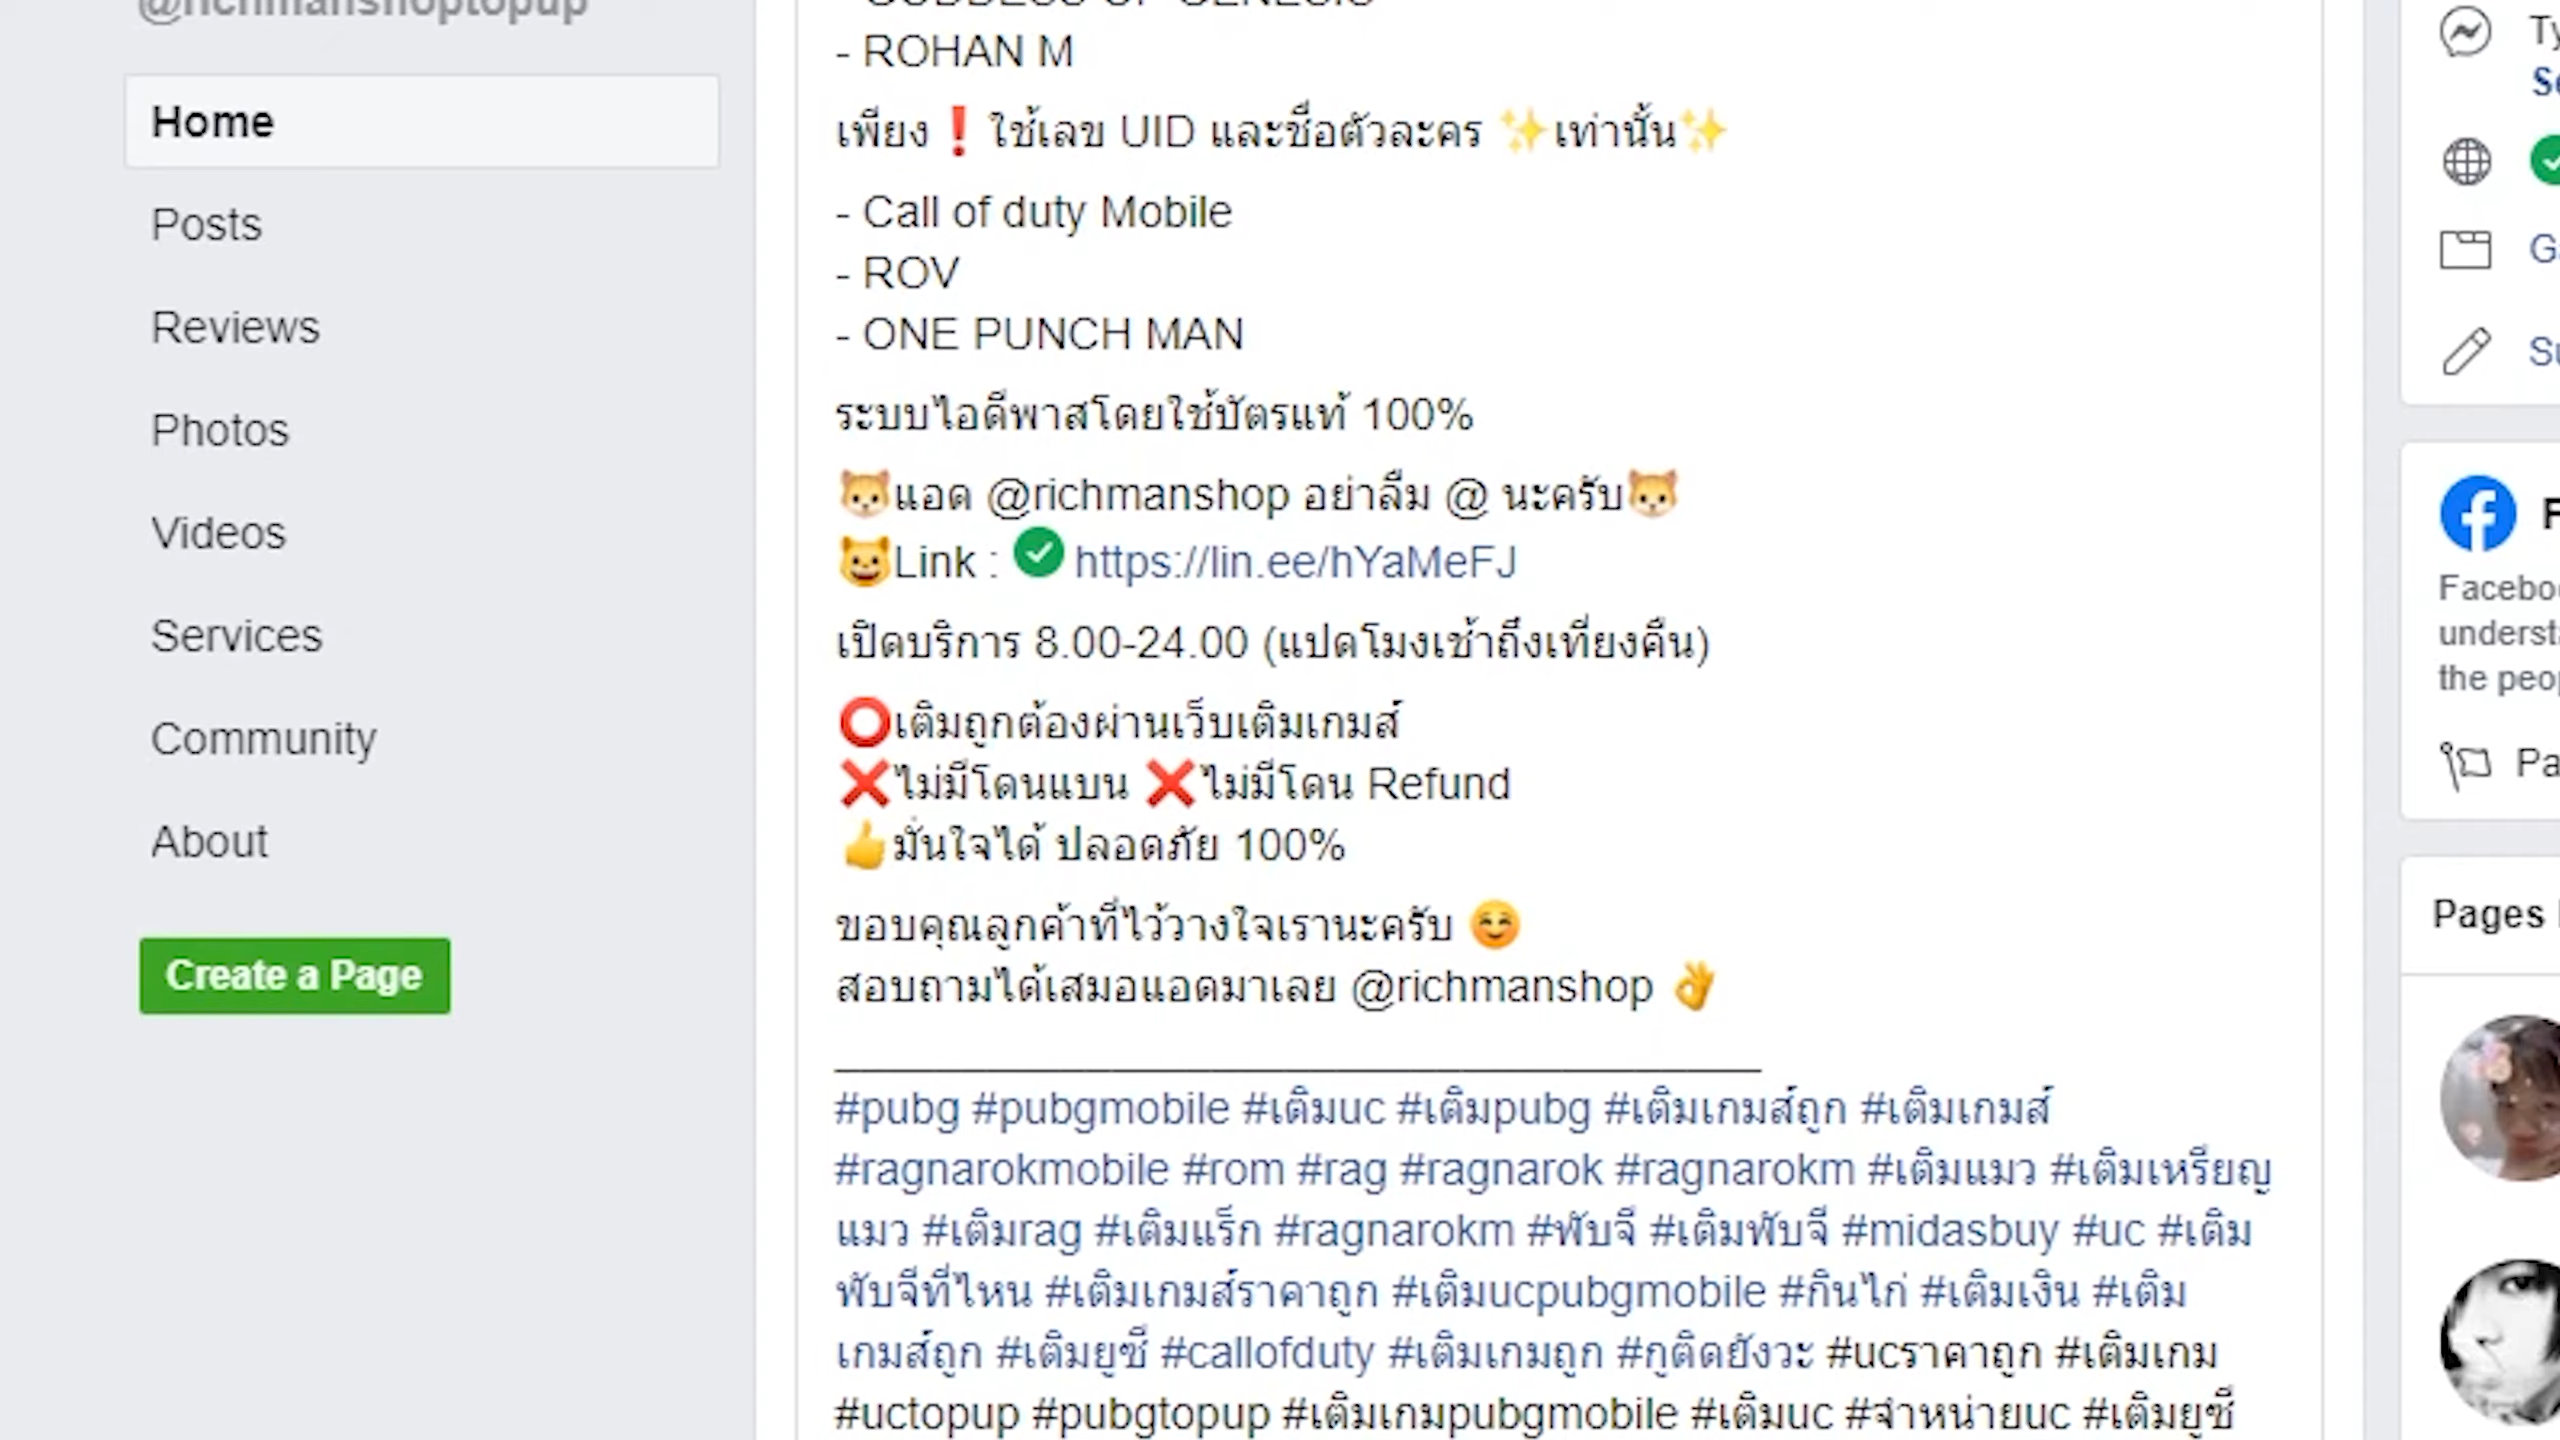 @richmanshoptopup
Home
Posts
Reviews
Photos
Videos
Services
Community
About
Create a Page
- GODDESS OF GENESIS
- ROHAN M
เพียง❗ใช้เลข UID และชื่อตัวละคร ✨เท่านั้น✨
- Call of duty Mobile
- ROV
- ONE PUNCH MAN
ระบบไอดีพาสโดยใช้บัตรแท้ 100%
🐱แอด @richmanshop อย่าลืม @ นะครับ🐱
😺Link : ✅ https://lin.ee/hYaMeFJ
เปิดบริการ 8.00-24.00 (แปดโมงเช้าถึงเที่ยงคืน)
⭕เติมถูกต้องผ่านเว็บเติมเกมส์
❌ไม่มีโดนแบน ❌ไม่มีโดน Refund
👍มั่นใจได้ ปลอดภัย 100%
ขอบคุณลูกค้าที่ไว้วางใจเรานะครับ 😊
สอบถามได้เสมอแอดมาเลย @richmanshop 👌
#pubg #pubgmobile #เติมuc #เติมpubg #เติมเกมส์ถูก #เติมเกมส์
#ragnarokmobile #rom #rag #ragnarok #ragnarokm #เติมแมว #เติมเหรียญ
แมว #เติมrag #เติมแร็ก #ragnarokm #พับจี #เติมพับจี #midasbuy #uc #เติม
พับจีที่ไหน #เติมเกมส์ราคาถูก #เติมucpubgmobile #กินไก่ #เติมเงิน #เติม
เกมส์ถูก #เติมยูซี #callofduty #เติมเกมถูก #กูติดยังวะ #ucราคาถูก #เติมเกม
#uctopup #pubgtopup #เติมเกมpubgmobile #เติมuc #จำหน่ายuc #เติมยูซี
Pages
the